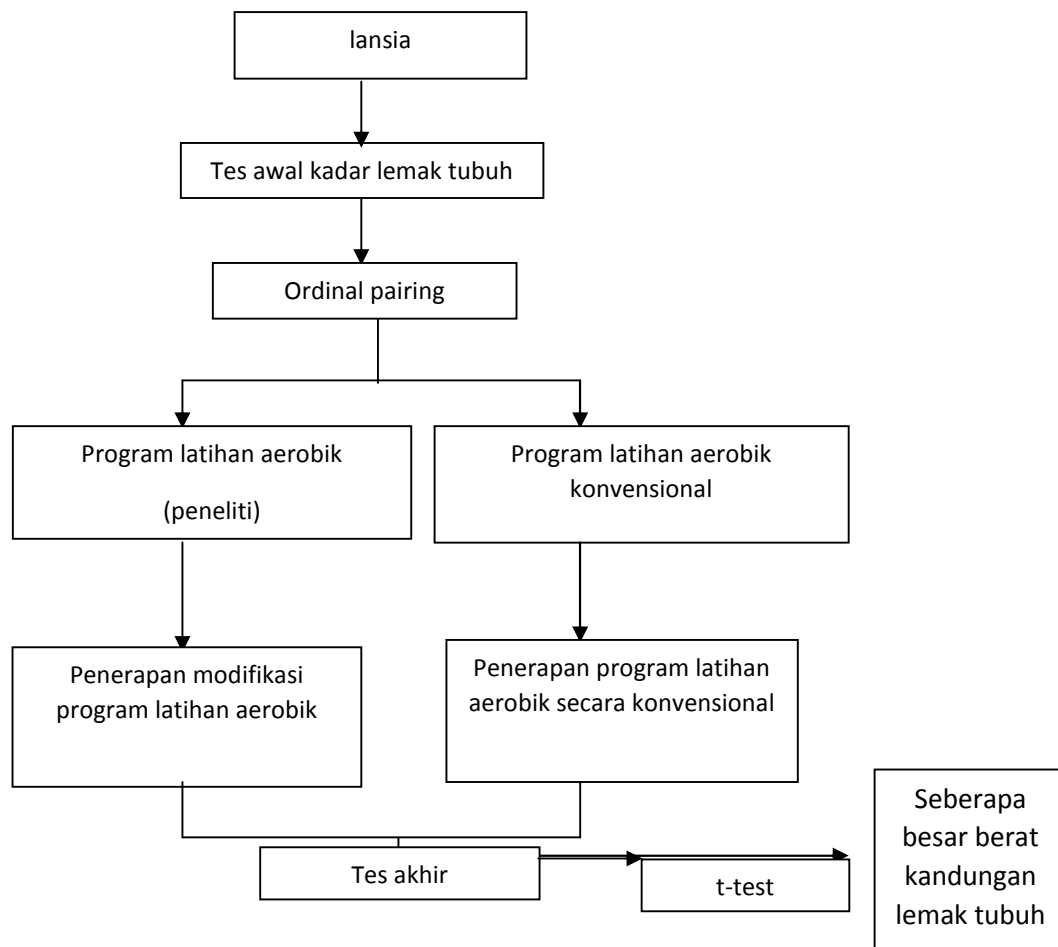 lansia
Tes awal kadar lemak tubuh
Ordinal pairing
Program latihan aerobik
(peneliti)
Program latihan aerobik
konvensional
Penerapan modifikasi
program latihan aerobik
Penerapan program latihan
aerobik secara konvensional
Tes akhir
t-test
Seberapa
besar berat
kandungan
lemak tubuh